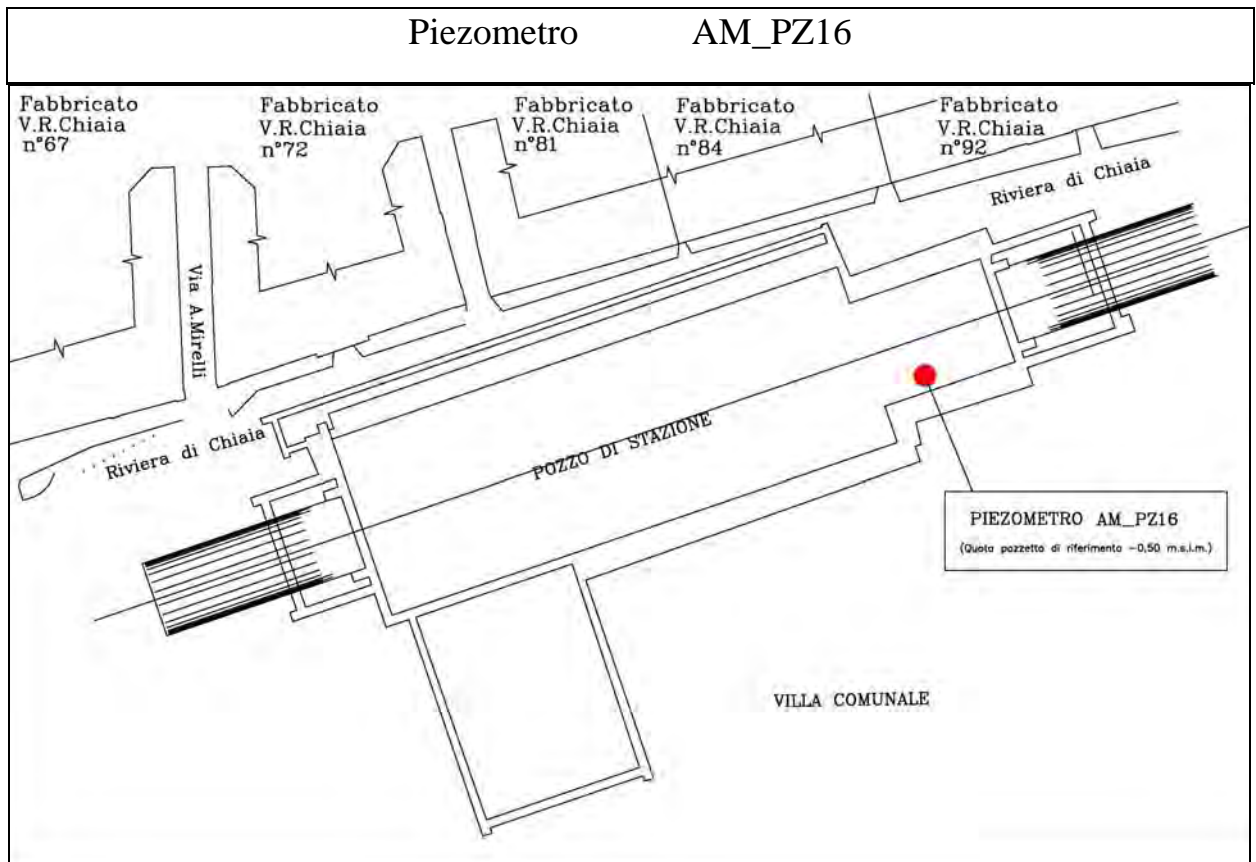 Piezometro AM_PZ16
Fabbricato
V.R.Chiaia
n°67
Fabbricato
V.R.Chiaia
n°72
Fabbricato
V.R.Chiaia
n°81
Fabbricato
V.R.Chiaia
n°84
Fabbricato
V.R.Chiaia
n°92
Riviera di Chiaia
Via A.Mirelli
Riviera di Chiaia
POZZO DI STAZIONE
PIEZOMETRO AM_PZ16
(Quota pozzetto di riferimento -0,50 m.s.l.m.)
VILLA COMUNALE